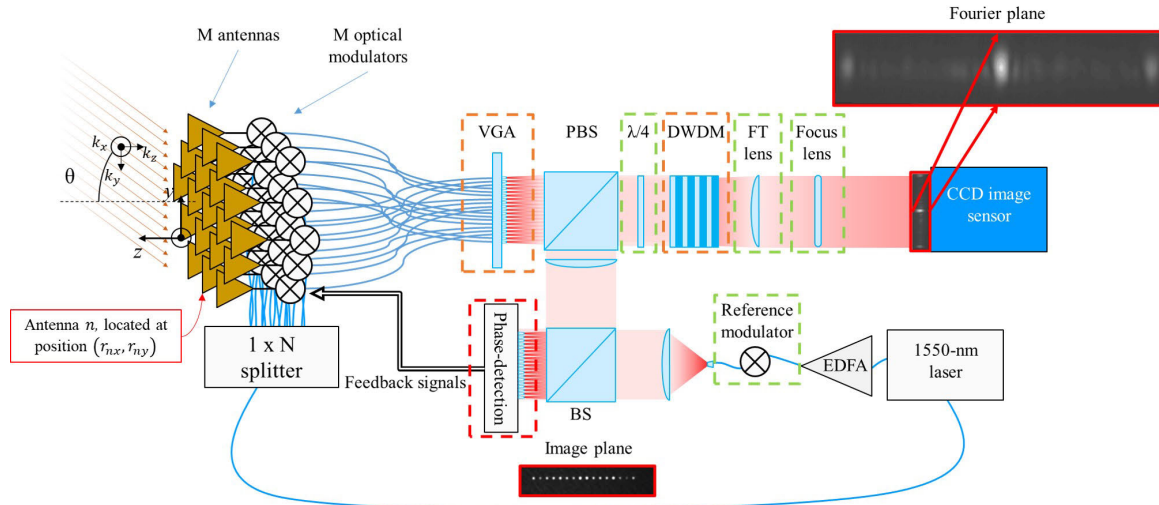 Fourier plane
M antennas
M optical
modulators
VGA
PBS
λ/4
DWDM
FT
lens
Focus
lens
k_x
k_z
k_y
θ
y
z
CCD image
sensor
Antenna n, located at
position (r_nx, r_ny)
1 x N
splitter
Feedback signals
Phase-detection
BS
Reference
modulator
EDFA
1550-nm
laser
Image plane